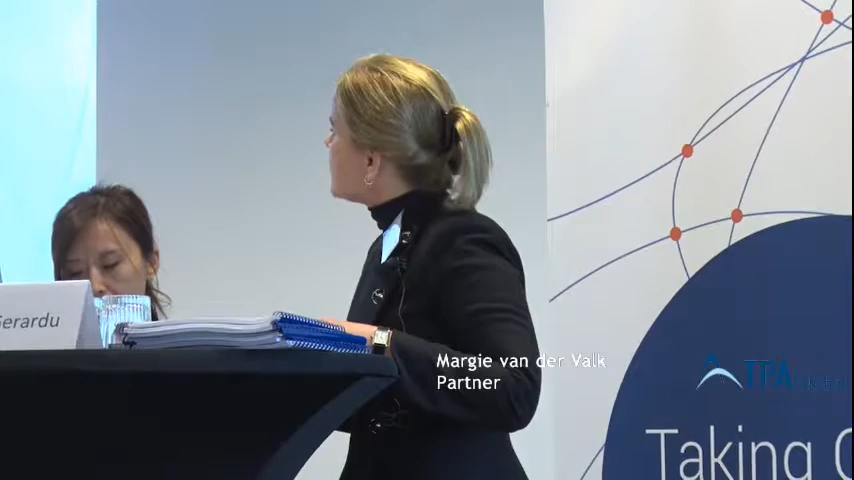 Gerardu
Margie van der Valk
Partner
TPA
Taking